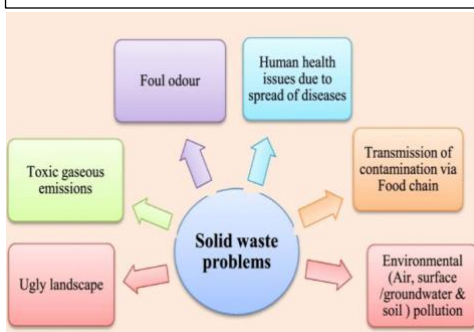 Foul odour
Human health
issues due to
spread of diseases
Toxic gaseous
emissions
Transmission of
contamination via
Food chain
Solid waste
problems
Ugly landscape
Environmental
(Air, surface
/groundwater &
soil ) pollution